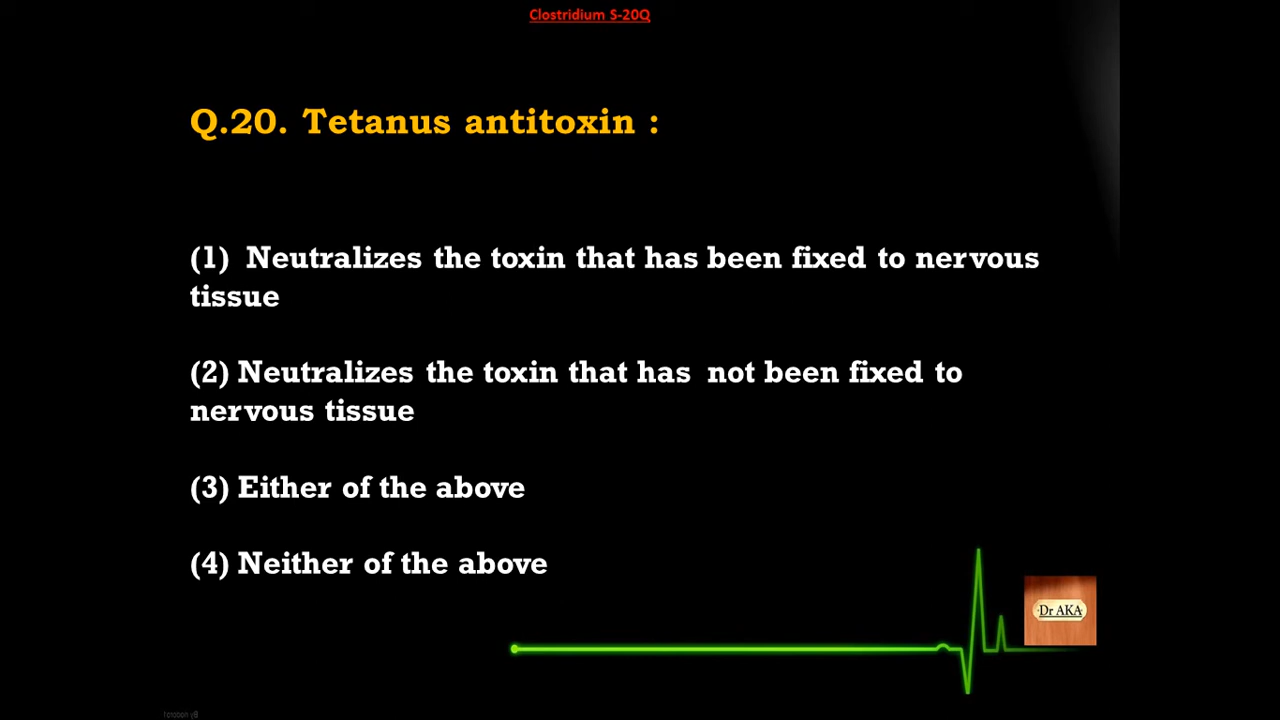 Clostridium S-20Q
Q.20. Tetanus antitoxin :
(1) Neutralizes the toxin that has been fixed to nervous
tissue
(2) Neutralizes the toxin that has not been fixed to
nervous tissue
(3) Either of the above
(4) Neither of the above
Dr AKA